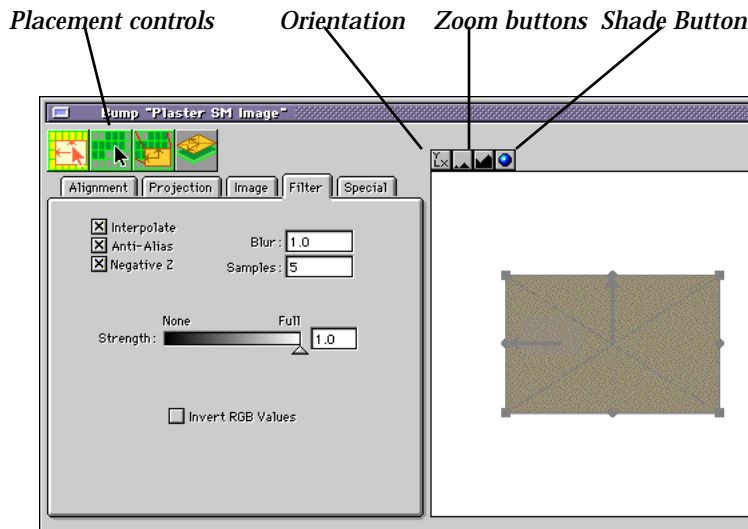 Placement controls Orientation Zoom buttons Shade Button
Bump "Plaster SM Image"
Y
X
Alignment Projection Image Filter Special
Interpolate
Anti-Alias
Negative Z
Blur: 1.0
Samples: 5
None Full
Strength: 1.0
Invert RGB Values